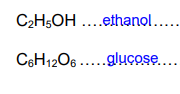 C₂H₅OH ....ethanol.....
C₆H₁₂O₆ .....glucose....